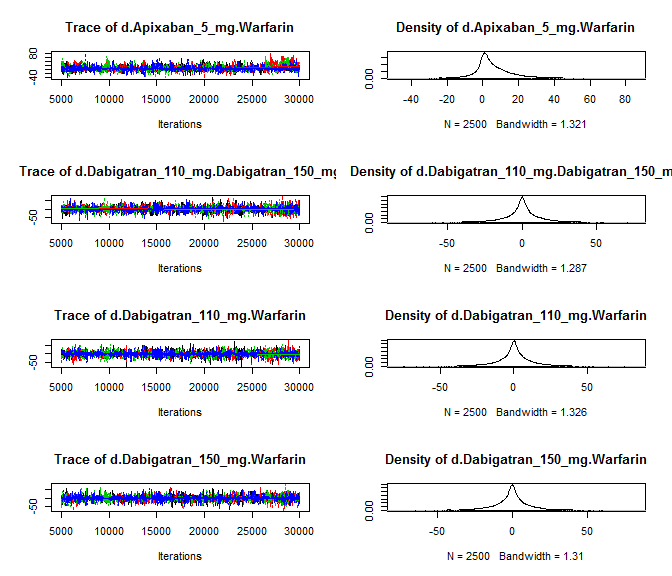 Trace of d.Apixaban_5_mg.Warfarin
80
-40
5000 10000 15000 20000 25000 30000
Iterations
Density of d.Apixaban_5_mg.Warfarin
0.00
-40 -20 0 20 40 60 80
N = 2500 Bandwidth = 1.321
Trace of d.Dabigatran_110_mg.Dabigatran_150_mg
-50
5000 10000 15000 20000 25000 30000
Iterations
Density of d.Dabigatran_110_mg.Dabigatran_150_m
0.00
-50 0 50
N = 2500 Bandwidth = 1.287
Trace of d.Dabigatran_110_mg.Warfarin
-50
5000 10000 15000 20000 25000 30000
Iterations
Density of d.Dabigatran_110_mg.Warfarin
0.00
-50 0 50
N = 2500 Bandwidth = 1.326
Trace of d.Dabigatran_150_mg.Warfarin
-50
5000 10000 15000 20000 25000 30000
Iterations
Density of d.Dabigatran_150_mg.Warfarin
0.00
-50 0 50
N = 2500 Bandwidth = 1.31